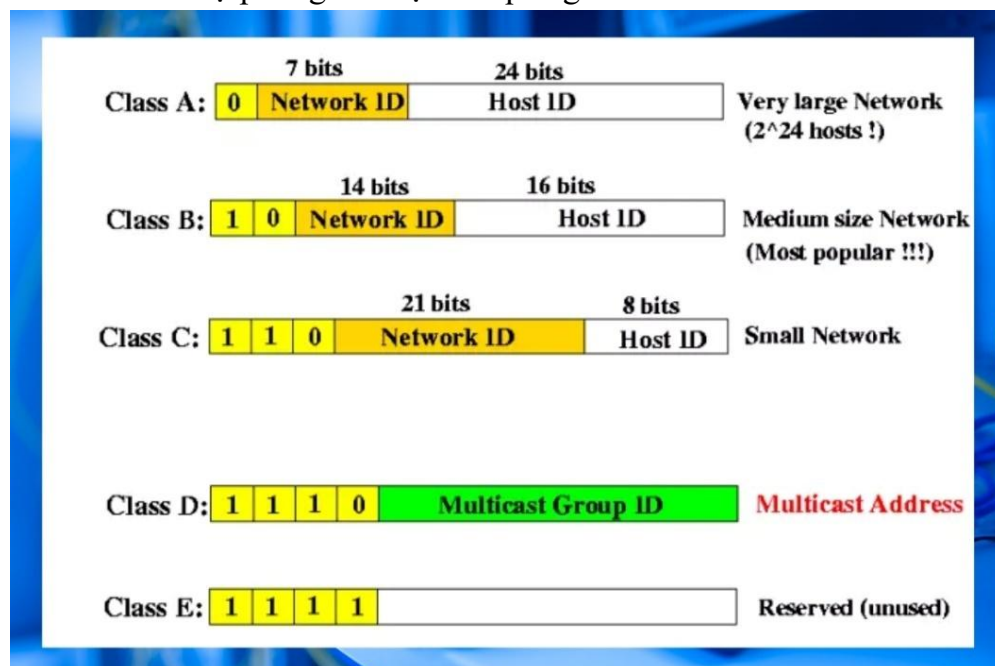 7 bits 24 bits
Class A: 0 Network ID Host ID Very large Network
(2^24 hosts !)
14 bits 16 bits
Class B: 1 0 Network ID Host ID Medium size Network
(Most popular !!!)
21 bits 8 bits
Class C: 1 1 0 Network ID Host ID Small Network
Class D: 1 1 1 0 Multicast Group ID Multicast Address
Class E: 1 1 1 1 Reserved (unused)